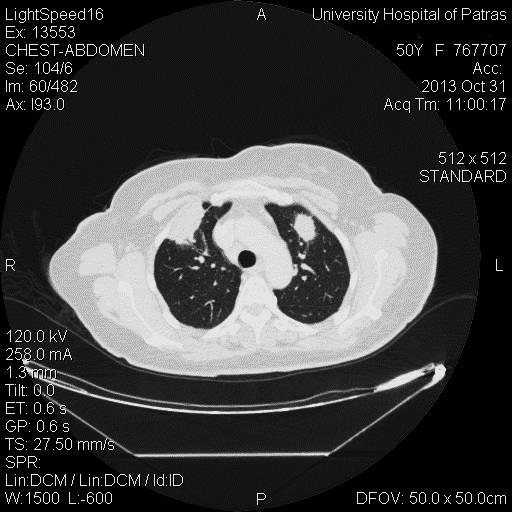 LightSpeed16
Ex: 13553
CHEST-ABDOMEN
Se: 104/6
Im: 60/482
Ax: I93.0
A
University Hospital of Patras
50Y F 767707
Acc:
2013 Oct 31
Acq Tm: 11:00:17
512 x 512
STANDARD
R
L
120.0 kV
258.0 mA
1.3 mm
Tilt: 0.0
ET: 0.6 s
GP: 0.6 s
TS: 27.50 mm/s
SPR:
Lin:DCM / Lin:DCM / Id:ID
W:1500 L:-600
P
DFOV: 50.0 x 50.0cm